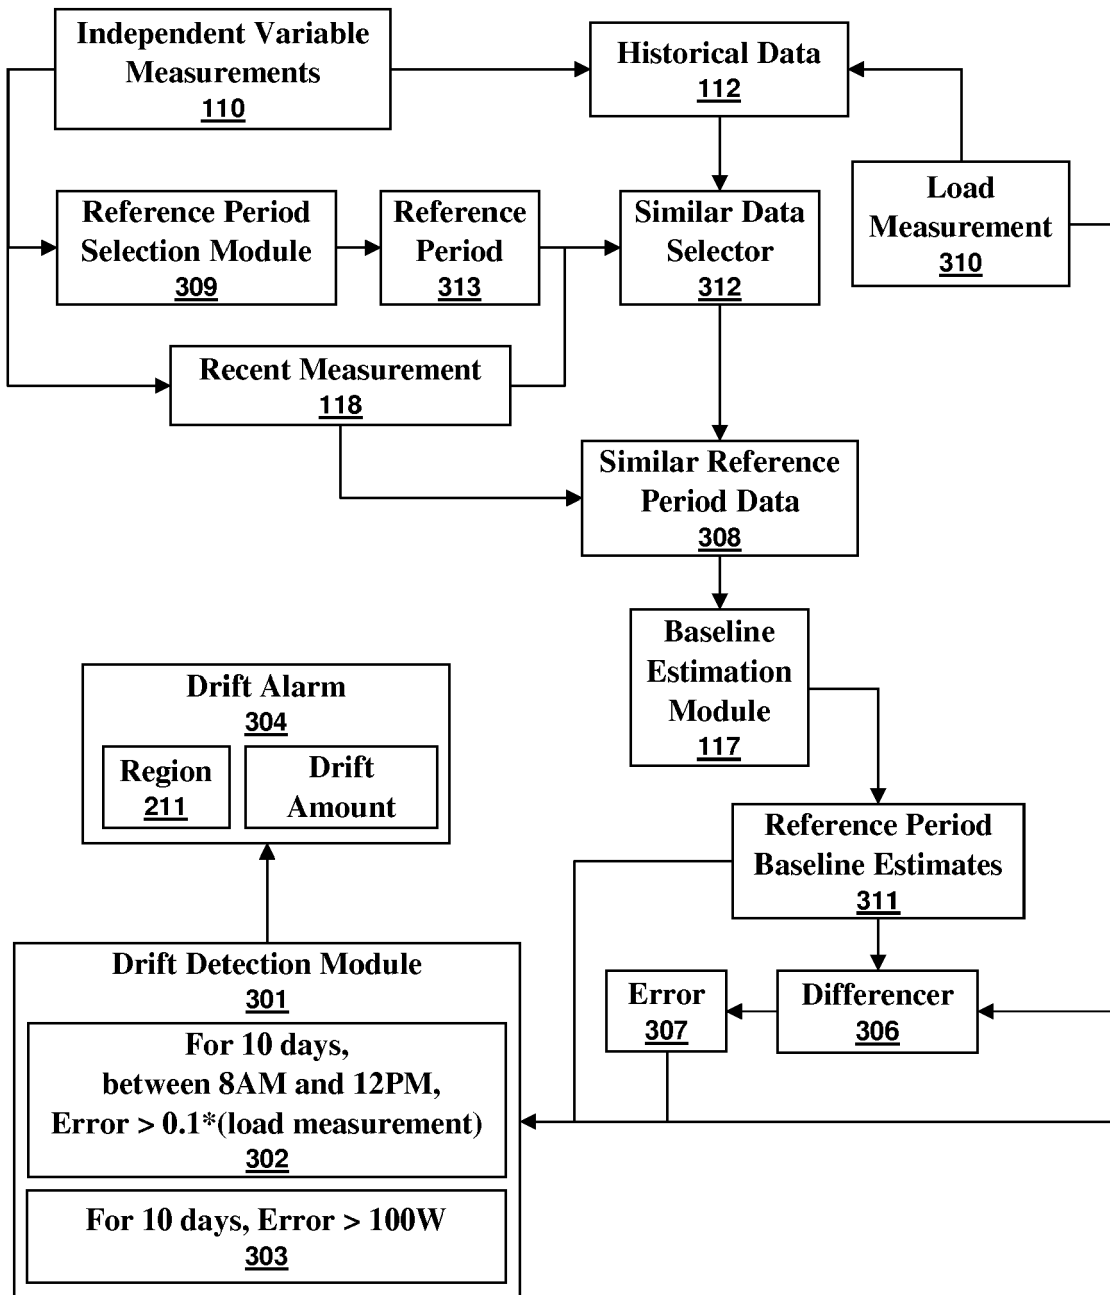 Independent Variable
Measurements
110
Historical Data
112
Load
Measurement
310
Reference Period
Selection Module
309
Reference
Period
313
Similar Data
Selector
312
Recent Measurement
118
Similar Reference
Period Data
308
Baseline
Estimation
Module
117
Drift Alarm
304
Region
211
Drift
Amount
Reference Period
Baseline Estimates
311
Drift Detection Module
301
Error
307
Differencer
306
For 10 days,
between 8AM and 12PM,
Error > 0.1*(load measurement)
302
For 10 days, Error > 100W
303